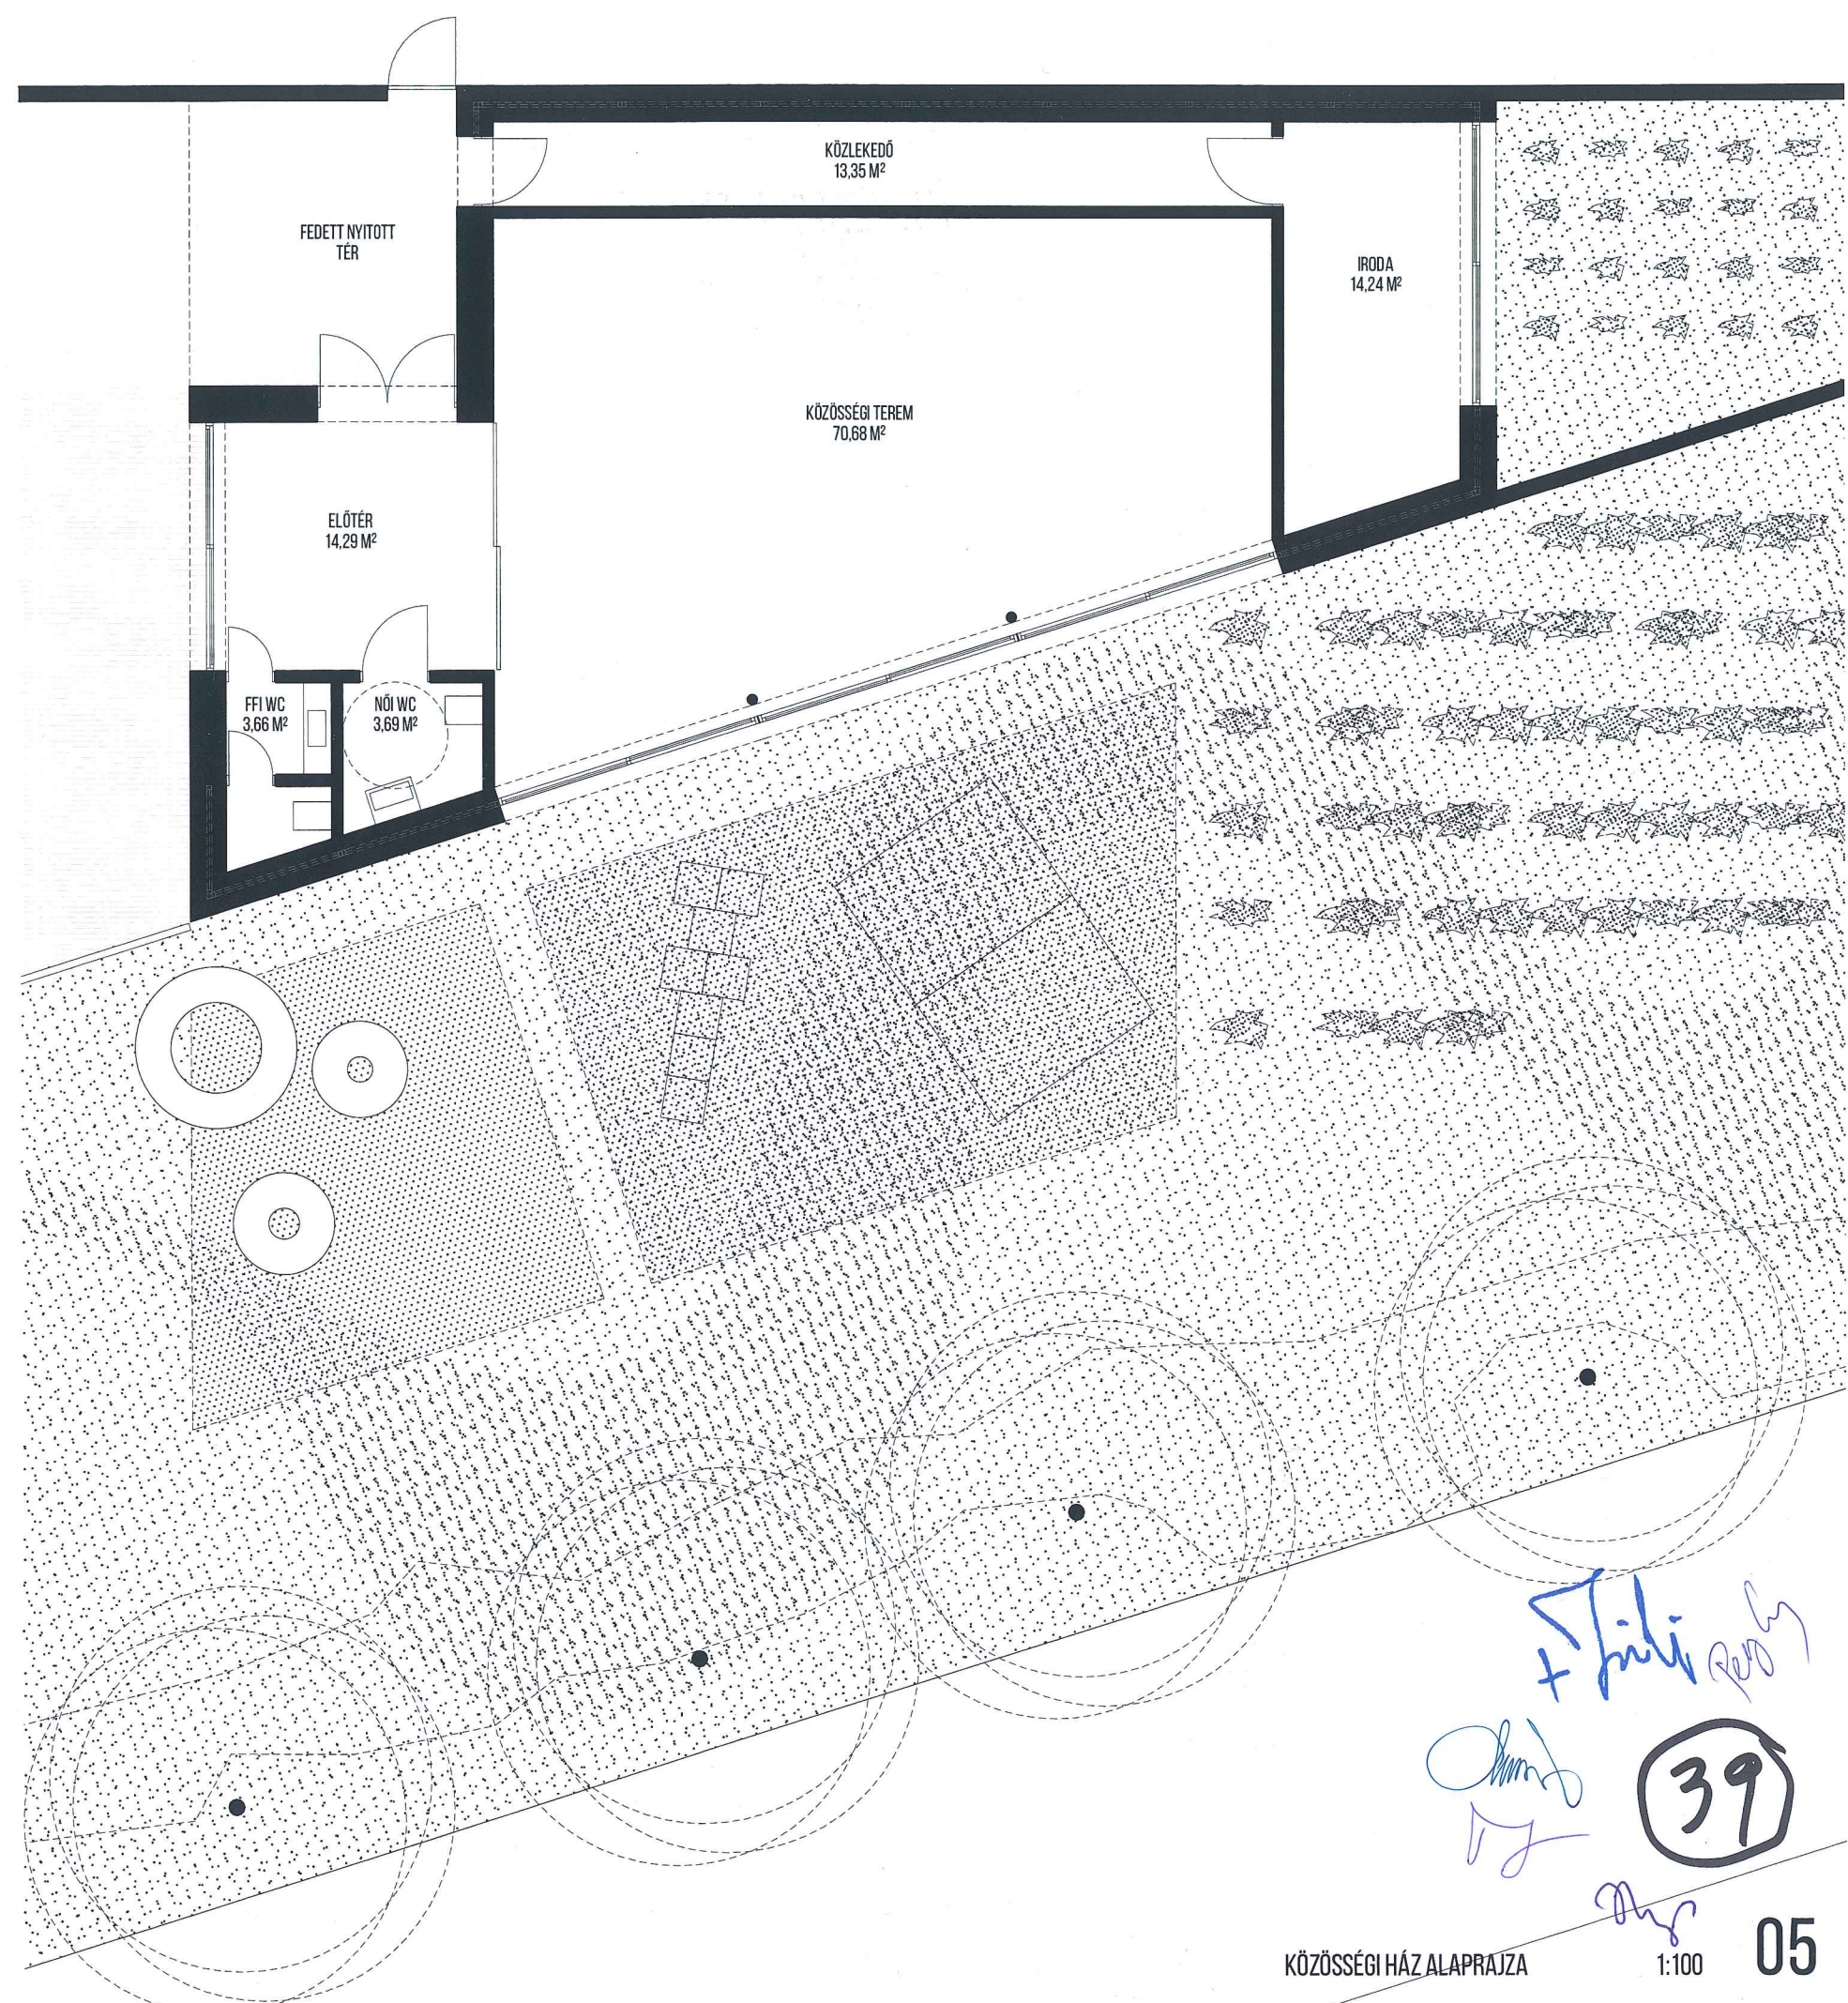 KÖZLEKEDŐ
13,35 M²
FEDETT NYITOTT
TÉR
IRODA
14,24 M²
KÖZÖSSÉGI TEREM
70,68 M²
ELŐTÉR
14,29 M²
FFI WC
3,66 M²
NŐI WC
3,69 M²
39
KÖZÖSSÉGI HÁZ ALAPRAJZA
1:100
05